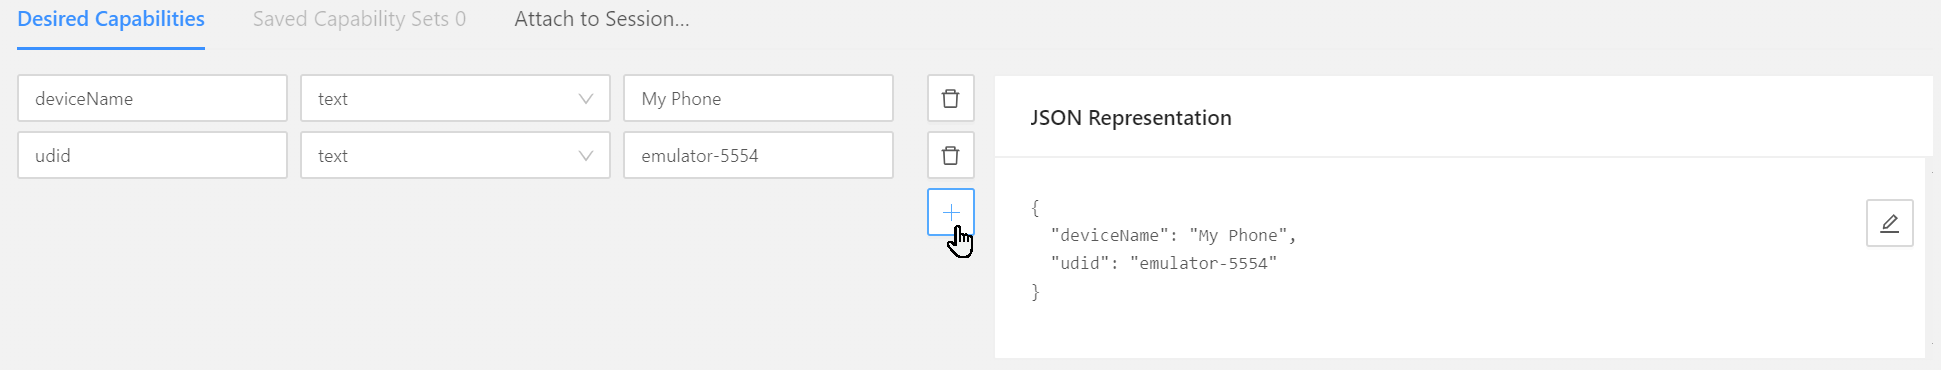 Desired Capabilities Saved Capability Sets 0 Attach to Session...
deviceName text My Phone
udid text emulator-5554
JSON Representation
{
"deviceName": "My Phone",
"udid": "emulator-5554"
}